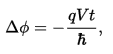 Δϕ = − qVt / ħ,